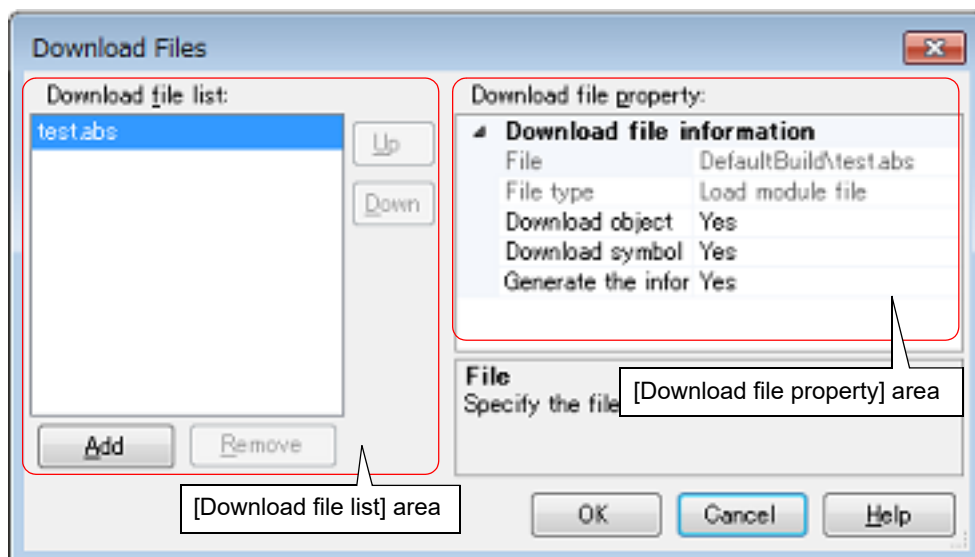 Download Files
Download file list:
test.abs
Up
Down
Add
Remove
[Download file list] area
Download file property:
Download file information
File DefaultBuild\test.abs
File type Load module file
Download object Yes
Download symbol Yes
Generate the infor Yes
File
Specify the file
[Download file property] area
OK
Cancel
Help